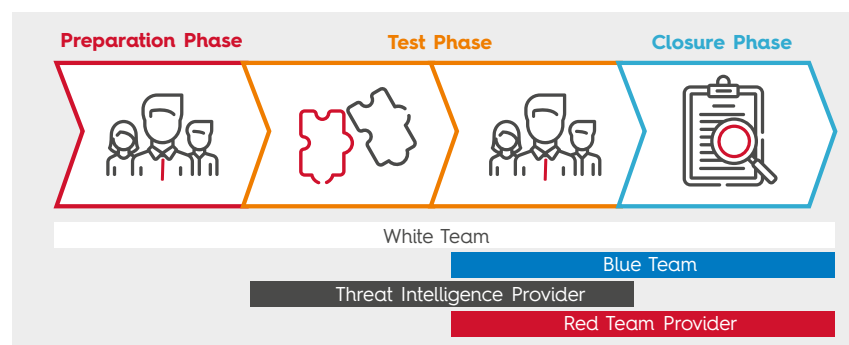 Preparation Phase
Test Phase
Closure Phase
White Team
Blue Team
Threat Intelligence Provider
Red Team Provider